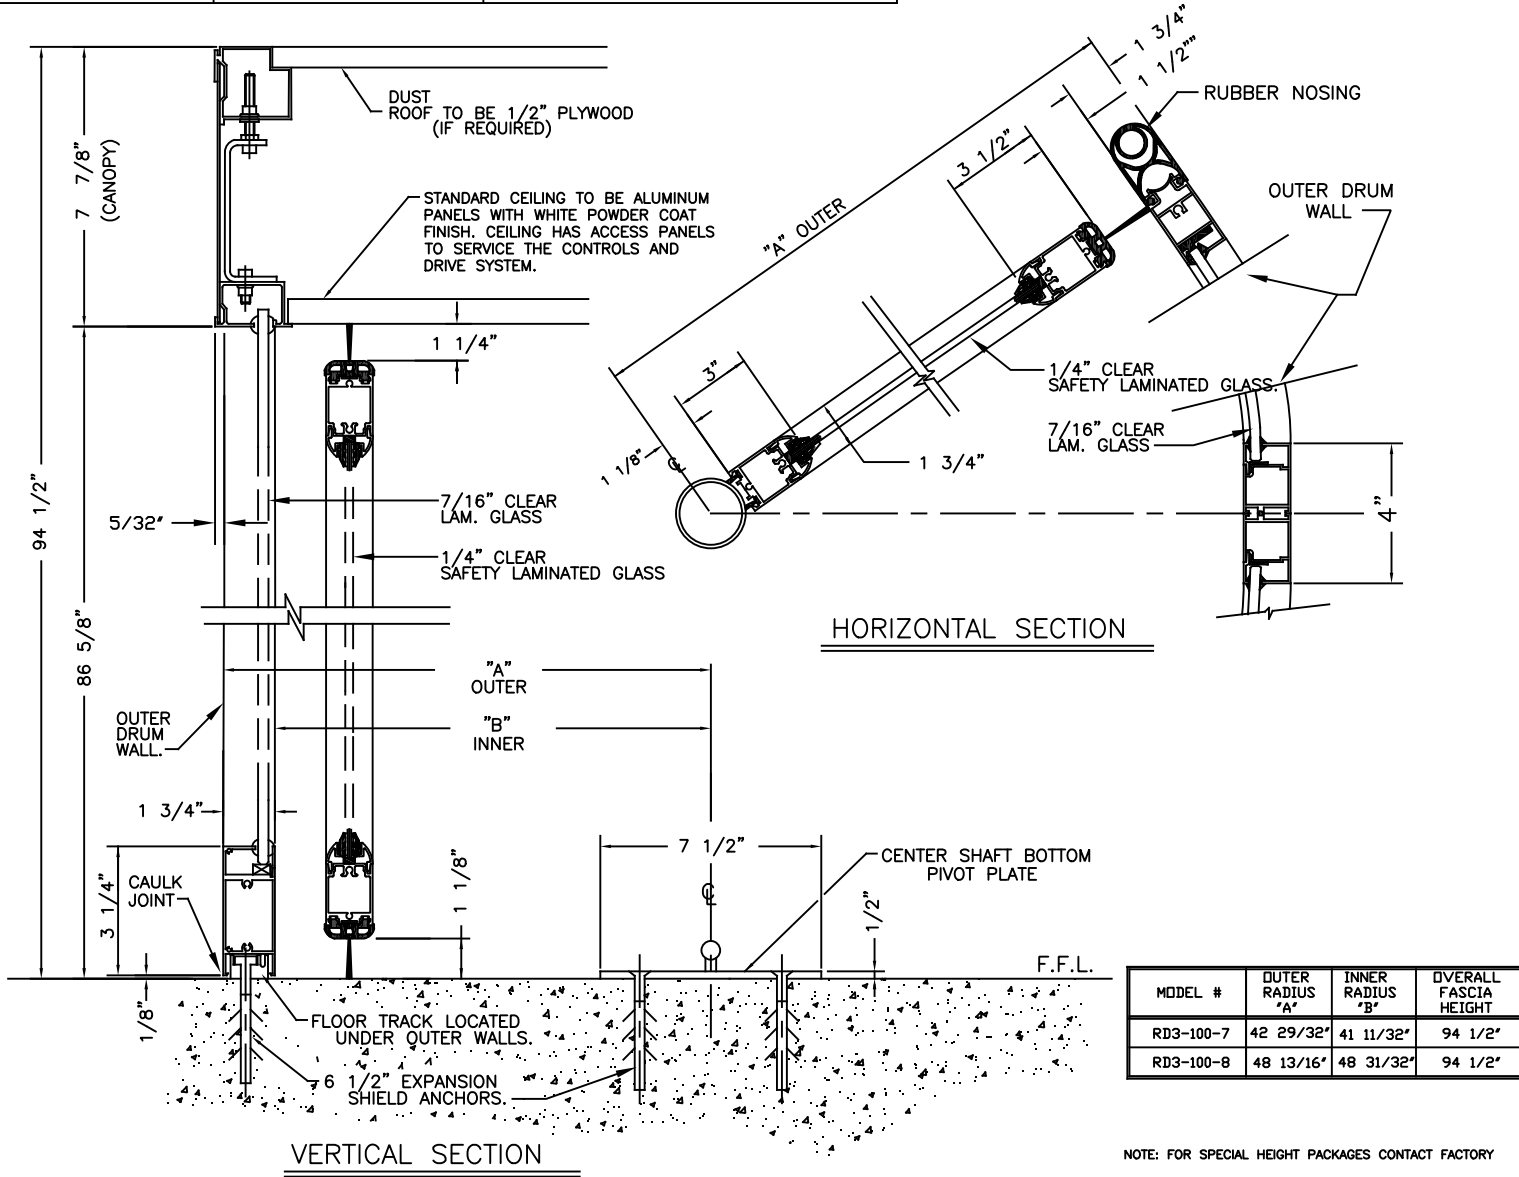 DUST
ROOF TO BE 1/2" PLYWOOD
(IF REQUIRED)
7 7/8"
(CANOPY)
STANDARD CEILING TO BE ALUMINUM
PANELS WITH WHITE POWDER COAT
FINISH. CEILING HAS ACCESS PANELS
TO SERVICE THE CONTROLS AND
DRIVE SYSTEM.
1 1/4"
94 1/2"
86 5/8"
5/32"
7/16" CLEAR
LAM. GLASS
1/4" CLEAR
SAFETY LAMINATED GLASS
"A"
OUTER
"B"
INNER
OUTER
DRUM
WALL.
1 3/4"
3 1/4"
CAULK
JOINT
1/8"
1 1/8"
7 1/2"
CENTER SHAFT BOTTOM
PIVOT PLATE
℄
1/2"
F.F.L.
FLOOR TRACK LOCATED
UNDER OUTER WALLS.
6 1/2" EXPANSION
SHIELD ANCHORS.
VERTICAL SECTION
1 3/4"
1 1/2""
RUBBER NOSING
3 1/2"
"A" OUTER
OUTER DRUM
WALL
3"
1/4" CLEAR
SAFETY LAMINATED GLASS.
7/16" CLEAR
LAM. GLASS
1 1/8"
℄
1 3/4"
4"
HORIZONTAL SECTION
MODEL # OUTER RADIUS "A" INNER RADIUS "B" OVERALL FASCIA HEIGHT
RD3-100-7 42 29/32" 41 11/32" 94 1/2"
RD3-100-8 48 13/16" 48 31/32" 94 1/2"
NOTE: FOR SPECIAL HEIGHT PACKAGES CONTACT FACTORY